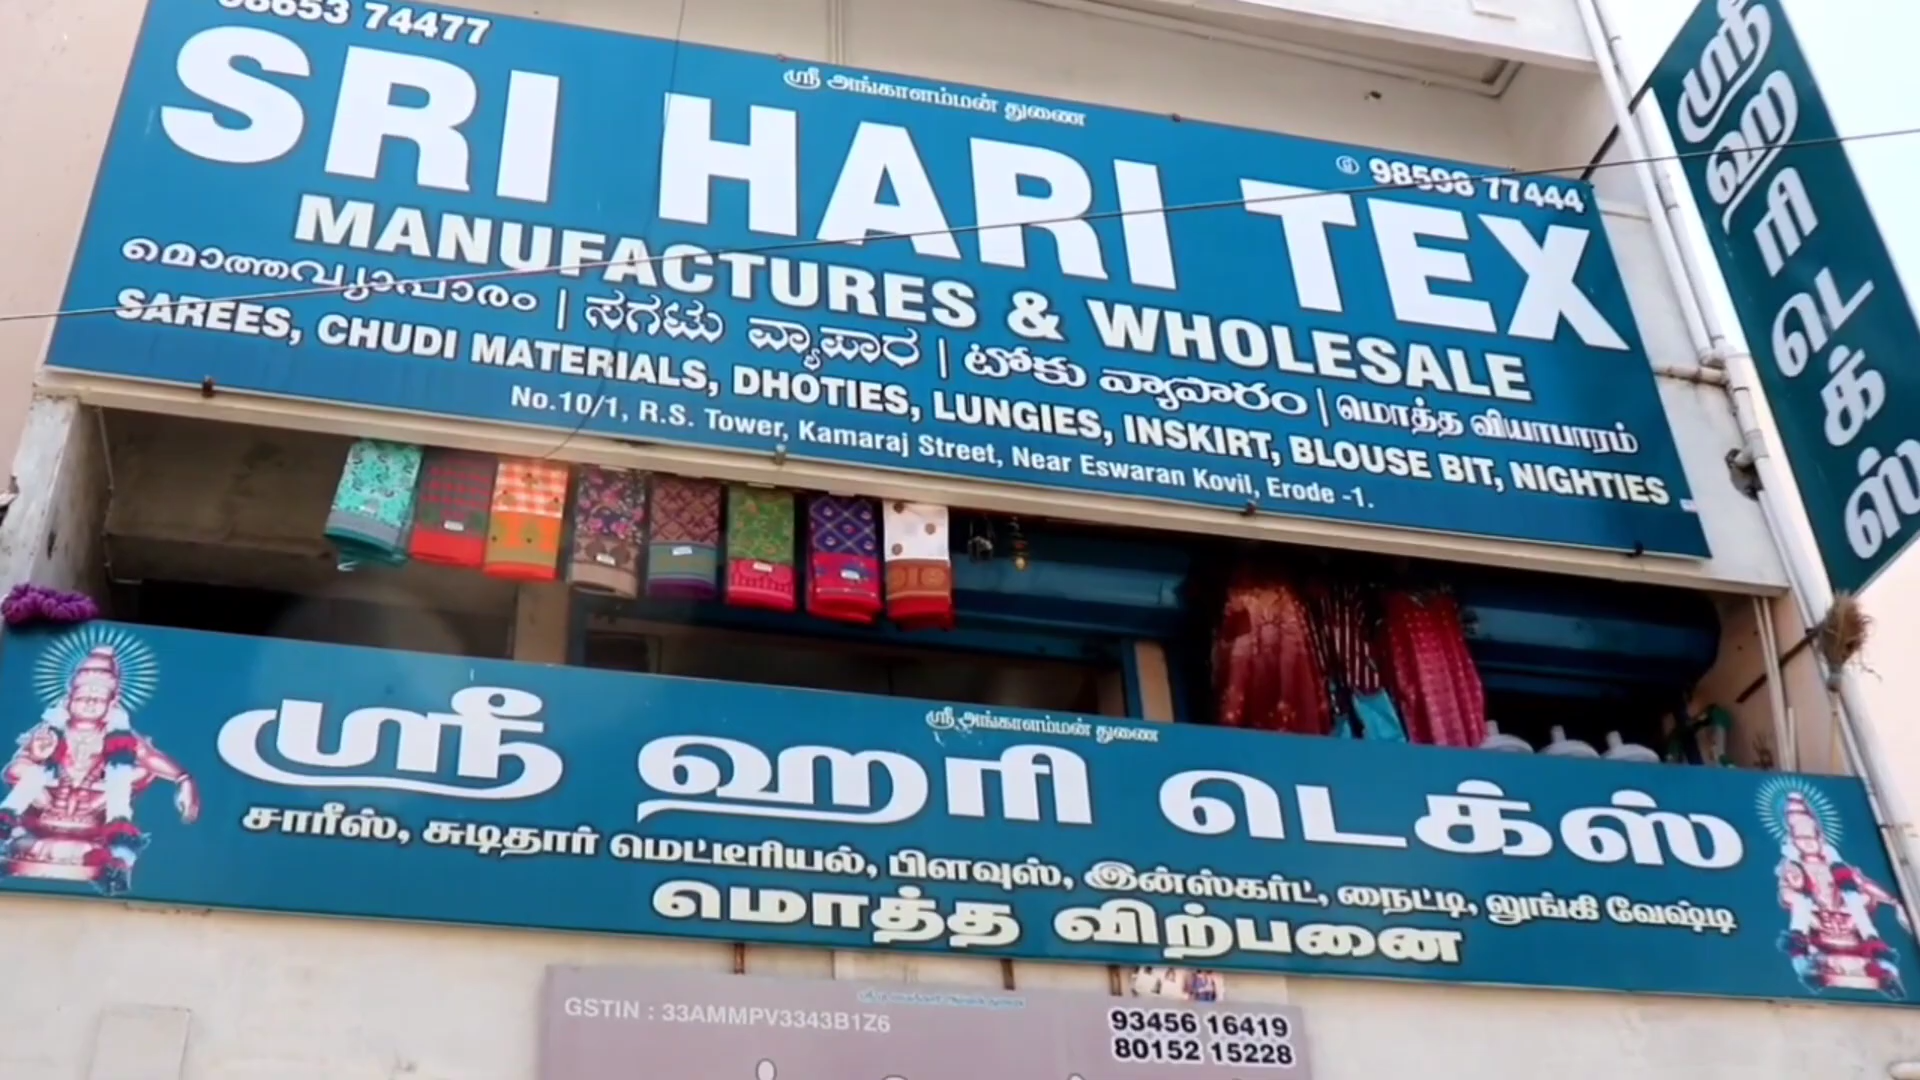 98653 74477
ஸ்ரீ அங்காளம்மன் துணை
98598 77444
SRI HARI TEX
MANUFACTURES & WHOLESALE
മൊത്തവ്യാപാരം | ಸಗಟು ವ್ಯಾಪಾರ | టోకు వ్యాపారం | மொத்த வியாபாரம்
SAREES, CHUDI MATERIALS, DHOTIES, LUNGIES, INSKIRT, BLOUSE BIT, NIGHTIES
No.10/1, R.S. Tower, Kamaraj Street, Near Eswaran Kovil, Erode -1.
ஸ்ரீ ஹரி டெக்ஸ்
ஸ்ரீ அங்காளம்மன் துணை
ஸ்ரீ ஹரி டெக்ஸ்
சாரீஸ், சுடிதார் மெட்டீரியல், பிளவுஸ், இன்ஸ்கர்ட், நைட்டி, லுங்கி வேஷ்டி
மொத்த விற்பனை
GSTIN : 33AMMPV3343B1Z6
93456 16419
80152 15228